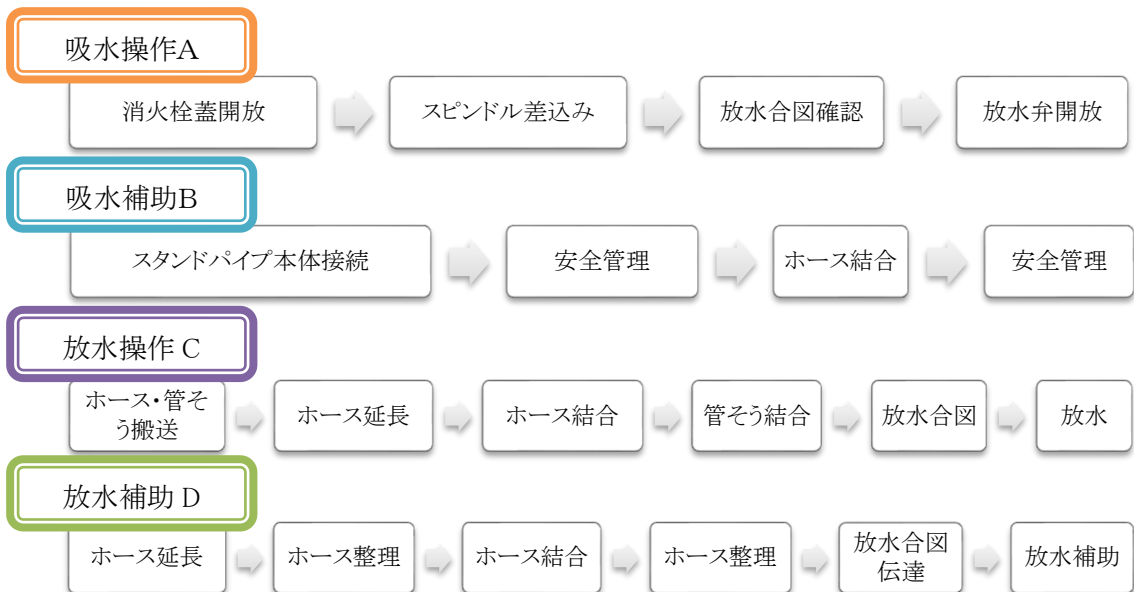 吸水操作A
消火栓蓋開放
スピンドル差込み
放水合図確認
放水弁開放
吸水補助B
スタンドパイプ本体接続
安全管理
ホース結合
安全管理
放水操作 C
ホース・管そ
う搬送
ホース延長
ホース結合
管そう結合
放水合図
放水
放水補助 D
ホース延長
ホース整理
ホース結合
ホース整理
放水合図
伝達
放水補助